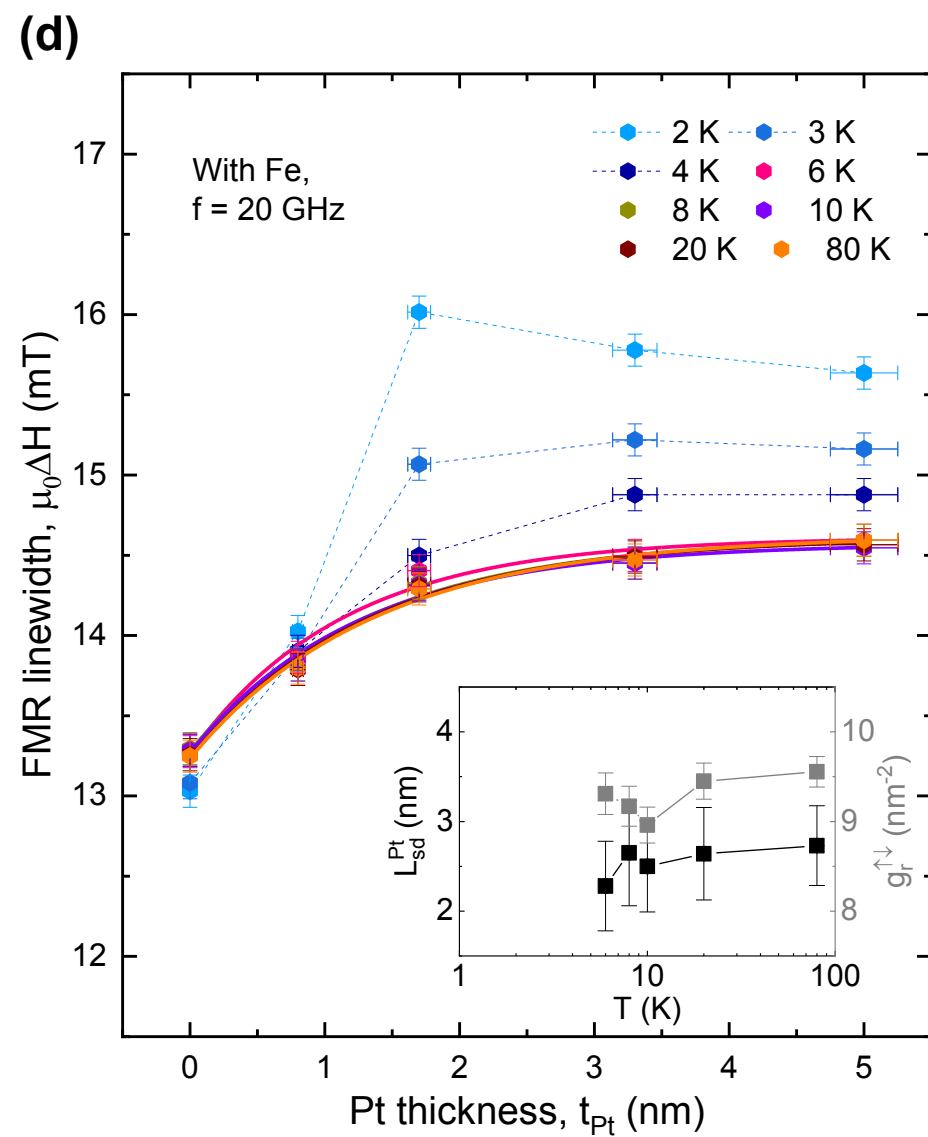 (d)
With Fe,
f = 20 GHz
2 K 3 K
4 K 6 K
8 K 10 K
20 K 80 K
FMR linewidth, μ₀ΔH (mT)
17
16
15
14
13
12
0 1 2 3 4 5
Pt thickness, t_Pt (nm)
L_sd^Pt (nm)
4
3
2
1 10 100
T (K)
10
9
8
g_r^↑↓ (nm⁻²)